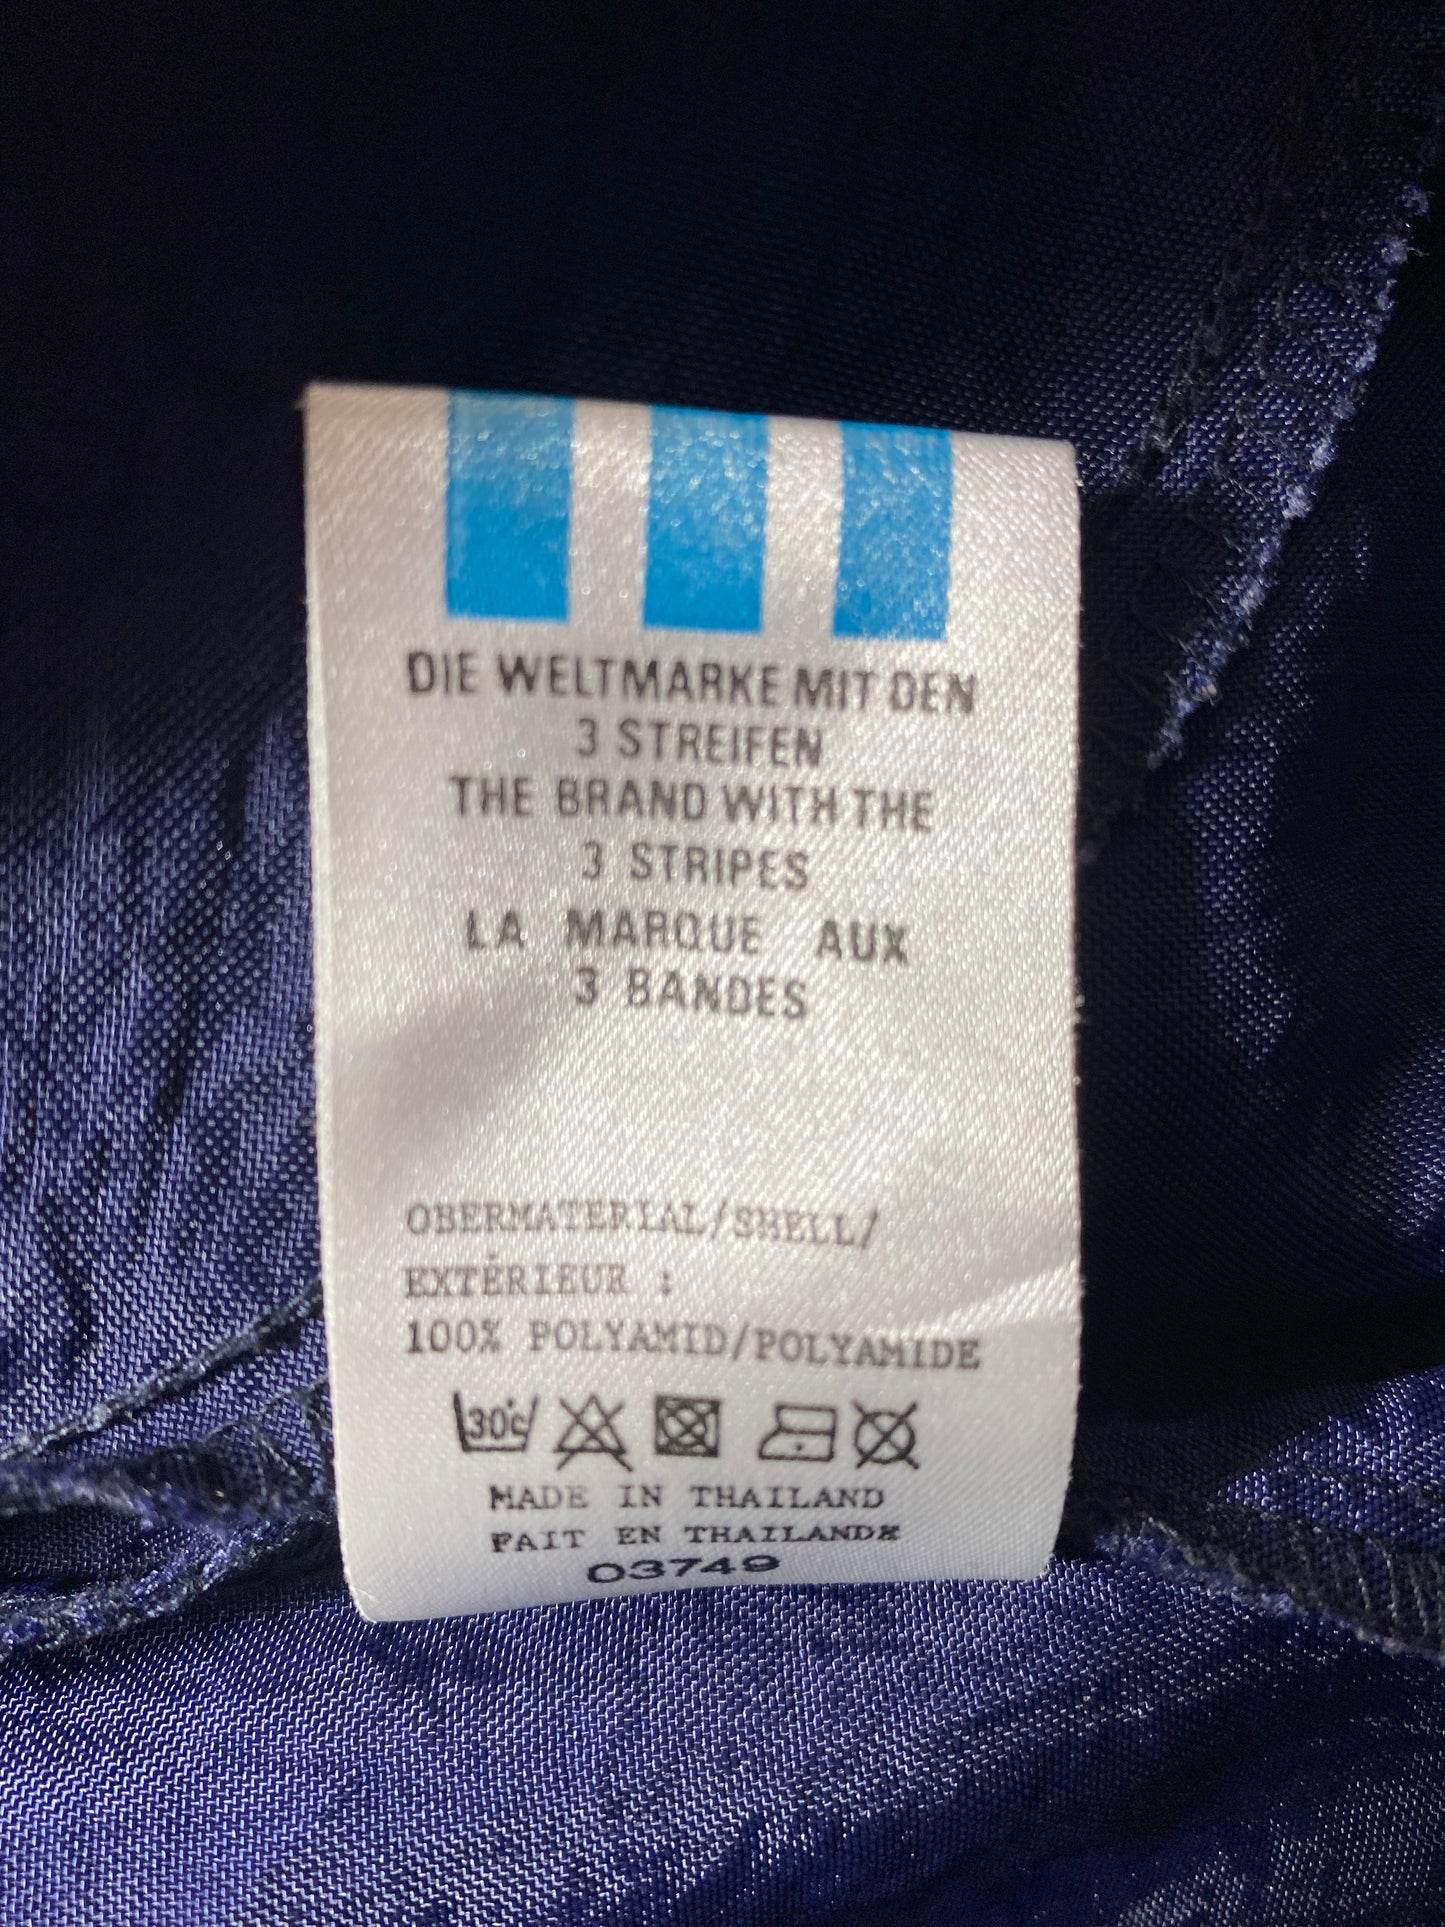 DIE WELTMARKE MIT DEN
3 STREIFEN
THE BRAND WITH THE
3 STRIPES
LA MARQUE AUX
3 BANDES
OBERMATERIAL/SHELL/
EXTÉRIEUR :
100% POLYAMID/POLYAMIDE
30°c
MADE IN THAILAND
FAIT EN THAILANDE
03749